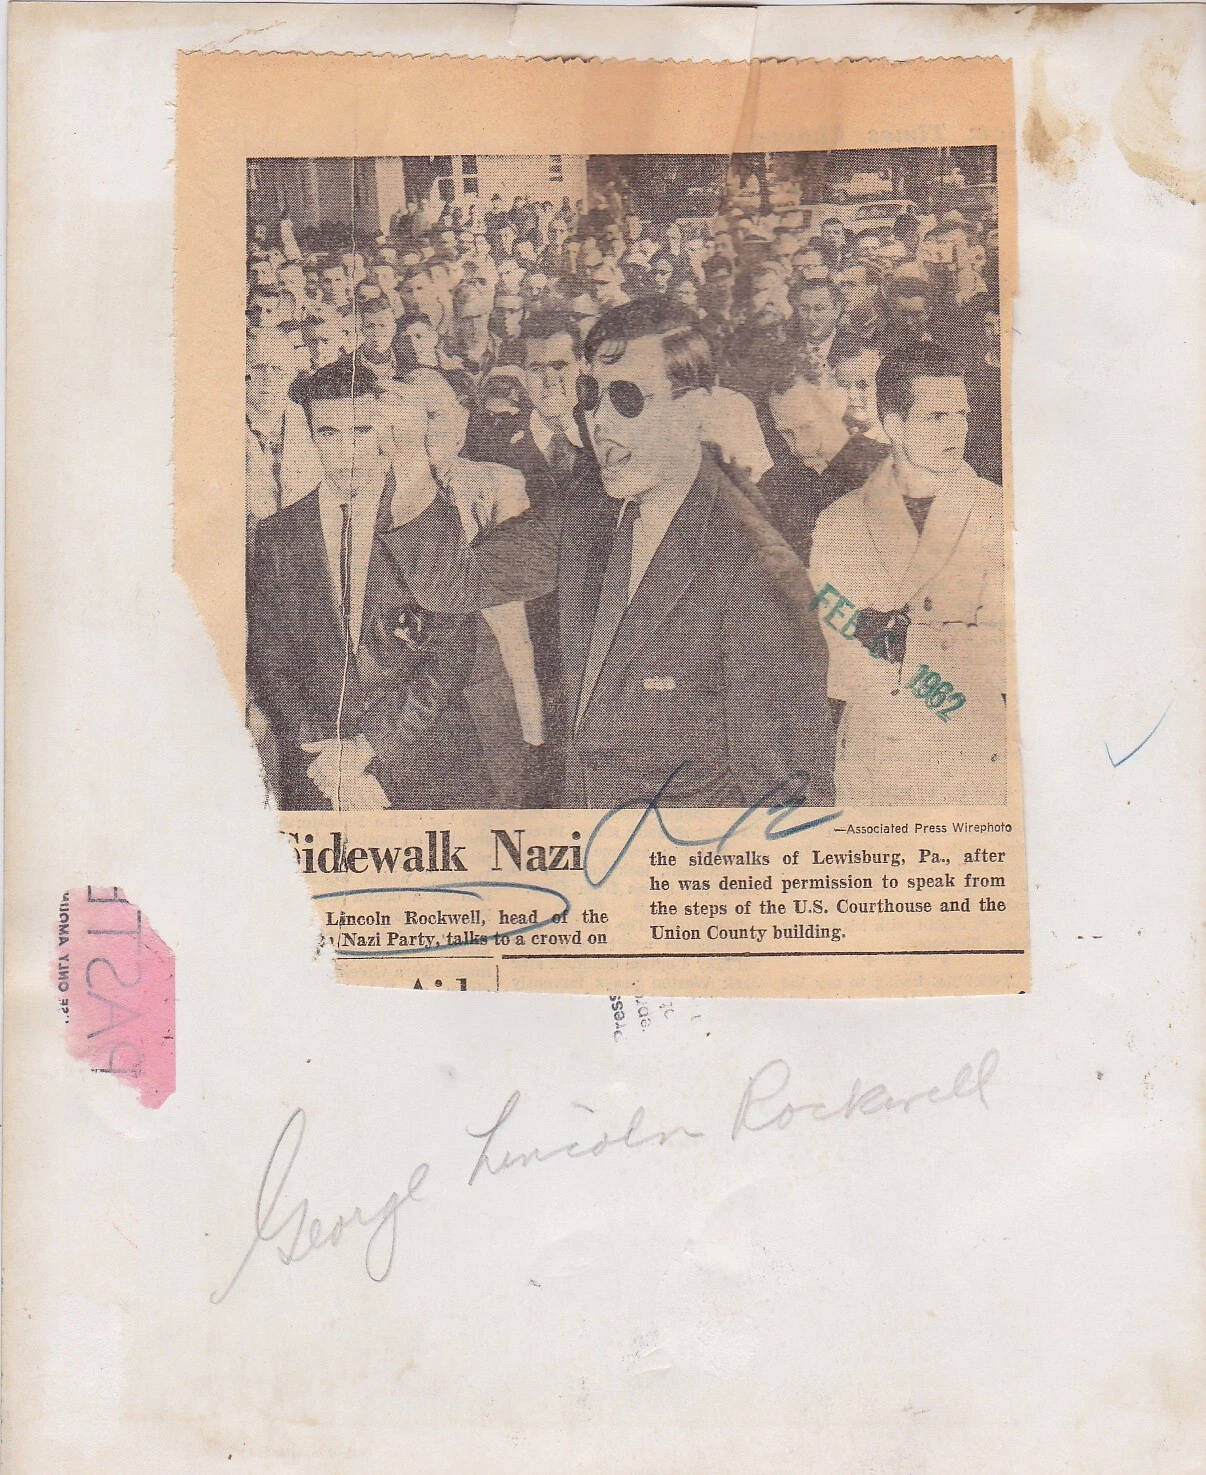 FEB 1962
—Associated Press Wirephoto
Sidewalk Nazi
Lincoln Rockwell, head of the
Nazi Party, talks to a crowd on
the sidewalks of Lewisburg, Pa., after
he was denied permission to speak from
the steps of the U.S. Courthouse and the
Union County building.
George Lincoln Rockwell